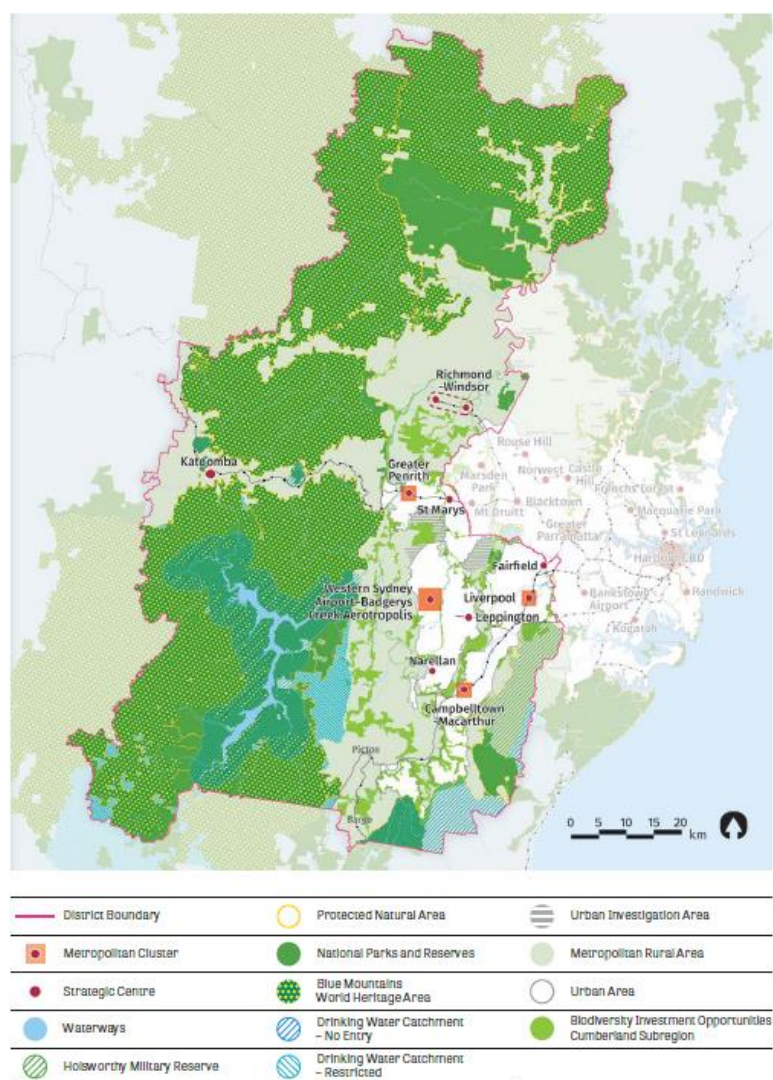 Richmond
-Windsor
Rouse Hill
Katoomba
Greater
Penrith
Marsden
Park
Norwest
Castle
Hill
Frenchs Forest
St Marys
Mt Druitt
Blacktown
Macquarie Park
Greater
Parramatta
St Leonards
Harbour CBD
Fairfield
Western Sydney
Airport-Badgerys
Creek Aerotropolis
Liverpool
Bankstown
Airport
Randwick
Leppington
Kogarah
Narellan
Campbelltown
-Macarthur
Picton
Bargo
0 5 10 15 20
km
District Boundary
Protected Natural Area
Urban Investigation Area
Metropolitan Cluster
National Parks and Reserves
Metropolitan Rural Area
Strategic Centre
Blue Mountains
World Heritage Area
Urban Area
Waterways
Drinking Water Catchment
- No Entry
Biodiversity Investment Opportunities
Cumberland Subregion
Holsworthy Military Reserve
Drinking Water Catchment
- Restricted